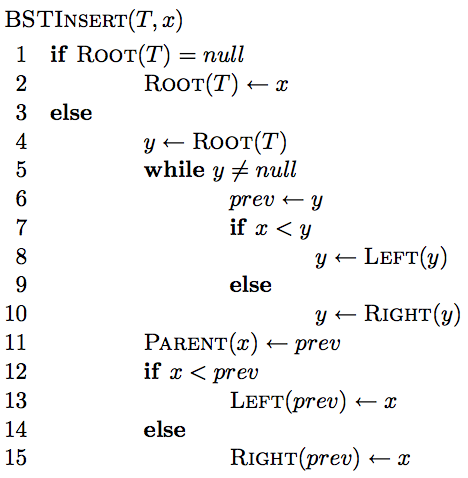 BSTINSERT(T, x)
1 if ROOT(T) = null
2 ROOT(T) ← x
3 else
4 y ← ROOT(T)
5 while y ≠ null
6 prev ← y
7 if x < y
8 y ← LEFT(y)
9 else
10 y ← RIGHT(y)
11 PARENT(x) ← prev
12 if x < prev
13 LEFT(prev) ← x
14 else
15 RIGHT(prev) ← x